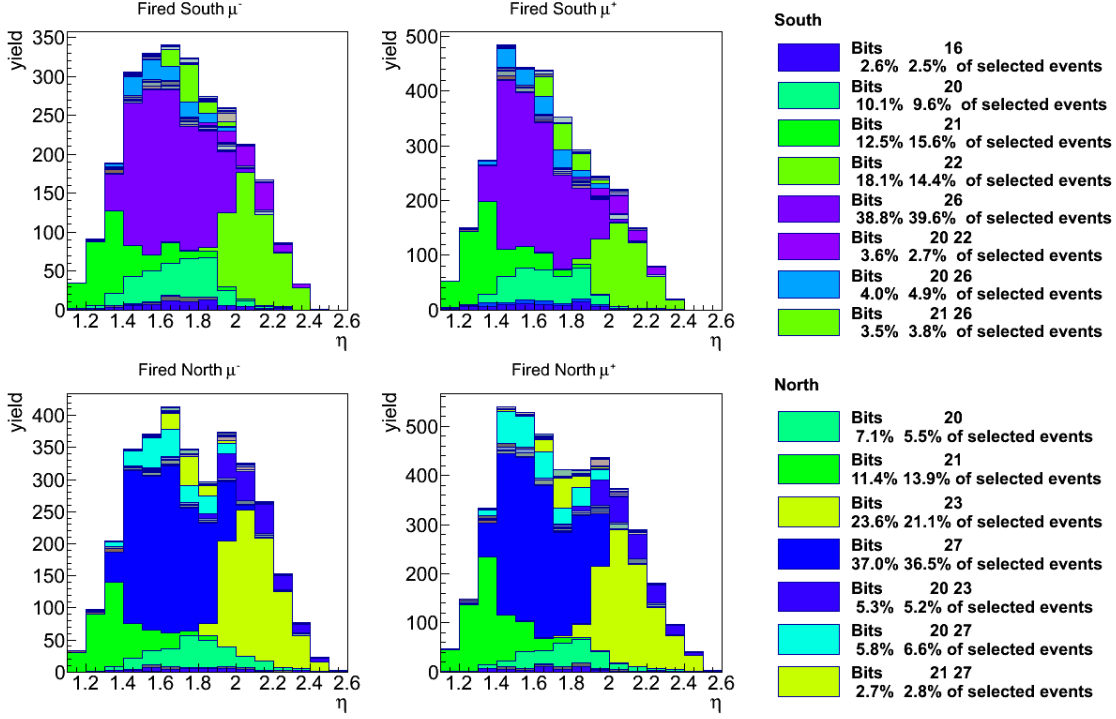 Fired South μ⁻
yield
350
300
250
200
150
100
50
0
1.2 1.4 1.6 1.8 2 2.2 2.4 2.6
η
Fired South μ⁺
yield
500
400
300
200
100
0
1.2 1.4 1.6 1.8 2 2.2 2.4 2.6
η
South
Bits 16
2.6% 2.5% of selected events
Bits 20
10.1% 9.6% of selected events
Bits 21
12.5% 15.6% of selected events
Bits 22
18.1% 14.4% of selected events
Bits 26
38.8% 39.6% of selected events
Bits 20 22
3.6% 2.7% of selected events
Bits 20 26
4.0% 4.9% of selected events
Bits 21 26
3.5% 3.8% of selected events
Fired North μ⁻
yield
400
350
300
250
200
150
100
50
0
1.2 1.4 1.6 1.8 2 2.2 2.4 2.6
η
Fired North μ⁺
yield
500
400
300
200
100
0
1.2 1.4 1.6 1.8 2 2.2 2.4 2.6
η
North
Bits 20
7.1% 5.5% of selected events
Bits 21
11.4% 13.9% of selected events
Bits 23
23.6% 21.1% of selected events
Bits 27
37.0% 36.5% of selected events
Bits 20 23
5.3% 5.2% of selected events
Bits 20 27
5.8% 6.6% of selected events
Bits 21 27
2.7% 2.8% of selected events